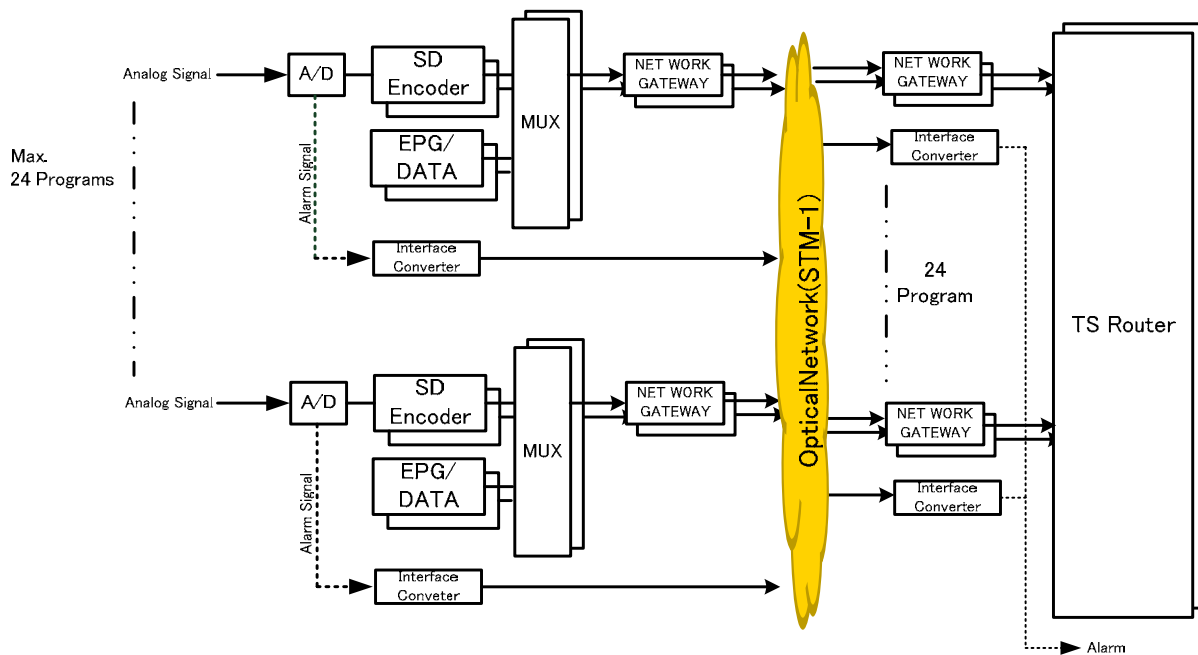 Analog Signal
A/D
SD
Encoder
EPG/
DATA
MUX
NET WORK
GATEWAY
NET WORK
GATEWAY
Interface
Converter
Alarm Signal
Interface
Converter
Max.
24 Programs
OpticalNetwork(STM-1)
24
Program
TS Router
Analog Signal
A/D
SD
Encoder
EPG/
DATA
MUX
NET WORK
GATEWAY
NET WORK
GATEWAY
Interface
Converter
Alarm Signal
Interface
Conveter
Alarm